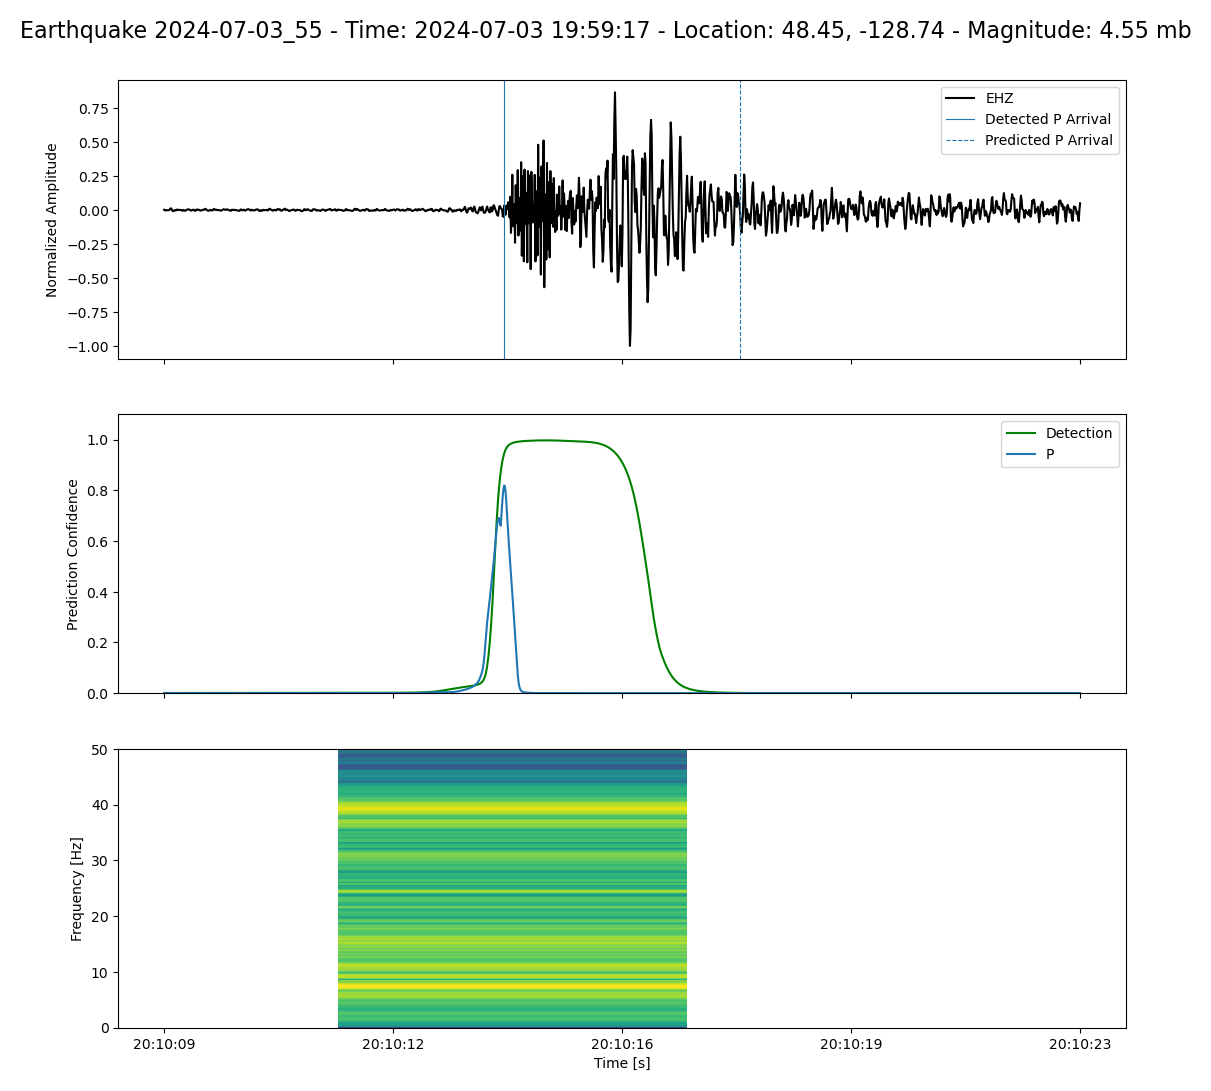 Earthquake 2024-07-03_55 - Time: 2024-07-03 19:59:17 - Location: 48.45, -128.74 - Magnitude: 4.55 mb
EHZ
Detected P Arrival
Predicted P Arrival
Normalized Amplitude
0.75
0.50
0.25
0.00
−0.25
−0.50
−0.75
−1.00
Detection
P
Prediction Confidence
1.0
0.8
0.6
0.4
0.2
0.0
Frequency [Hz]
50
40
30
20
10
0
20:10:09 20:10:12 20:10:16 20:10:19 20:10:23
Time [s]